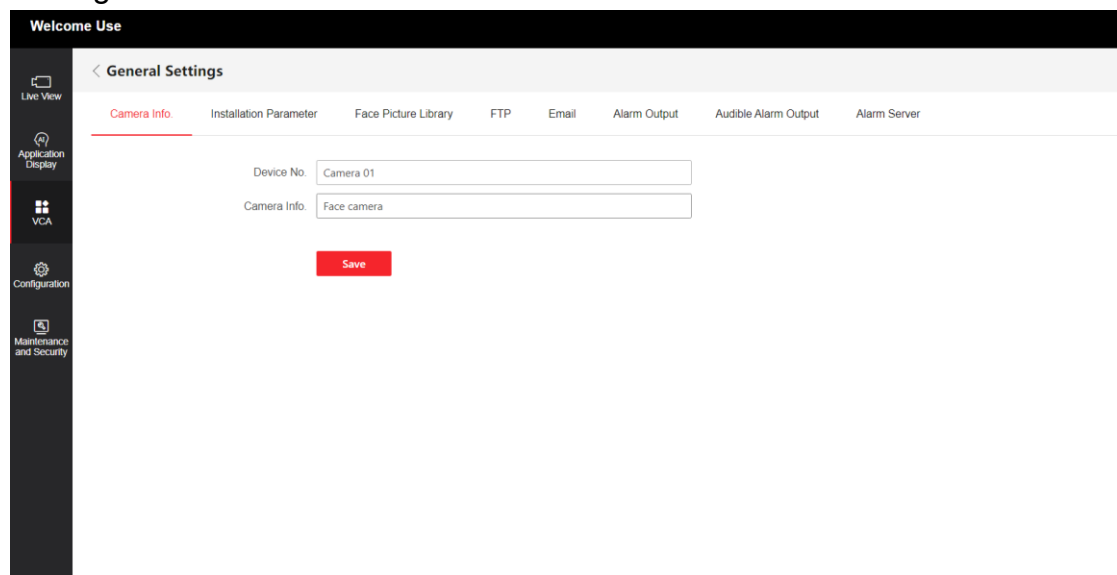 Welcome Use
< General Settings
Live View
Camera Info. Installation Parameter Face Picture Library FTP Email Alarm Output Audible Alarm Output Alarm Server
AI
Application
Display
Device No. Camera 01
Camera Info. Face camera
VCA
Save
Configuration
Maintenance
and Security